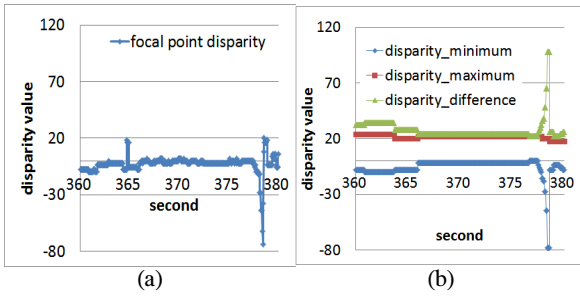 120
focal point disparity
70
disparity value
20
360 365 370 375 380
-30
second
-80
(a)
120
disparity_minimum
disparity_maximum
disparity_difference
70
disparity value
20
360 365 370 375 380
-30
second
-80
(b)